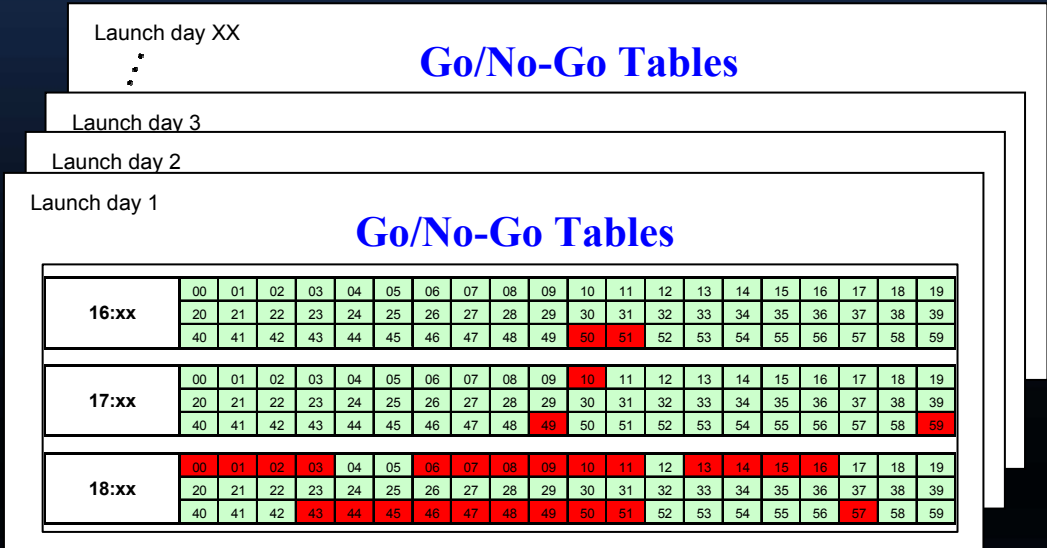 Launch day XX
Go/No-Go Tables
Launch day 3
Launch day 2
Launch day 1
Go/No-Go Tables
00 01 02 03 04 05 06 07 08 09 10 11 12 13 14 15 16 17 18 19
16:xx 20 21 22 23 24 25 26 27 28 29 30 31 32 33 34 35 36 37 38 39
40 41 42 43 44 45 46 47 48 49 50 51 52 53 54 55 56 57 58 59
00 01 02 03 04 05 06 07 08 09 10 11 12 13 14 15 16 17 18 19
17:xx 20 21 22 23 24 25 26 27 28 29 30 31 32 33 34 35 36 37 38 39
40 41 42 43 44 45 46 47 48 49 50 51 52 53 54 55 56 57 58 59
00 01 02 03 04 05 06 07 08 09 10 11 12 13 14 15 16 17 18 19
18:xx 20 21 22 23 24 25 26 27 28 29 30 31 32 33 34 35 36 37 38 39
40 41 42 43 44 45 46 47 48 49 50 51 52 53 54 55 56 57 58 59